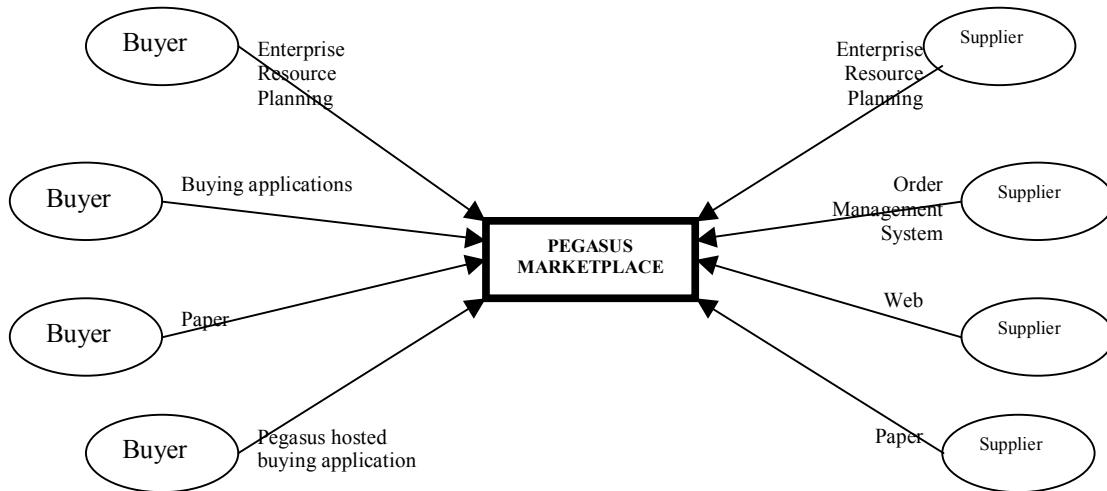 Buyer
Enterprise
Resource
Planning
Enterprise
Resource
Planning
Supplier
Buyer
Buying applications
Order
Management
System
Supplier
PEGASUS
MARKETPLACE
Buyer
Paper
Web
Supplier
Buyer
Pegasus hosted
buying application
Paper
Supplier